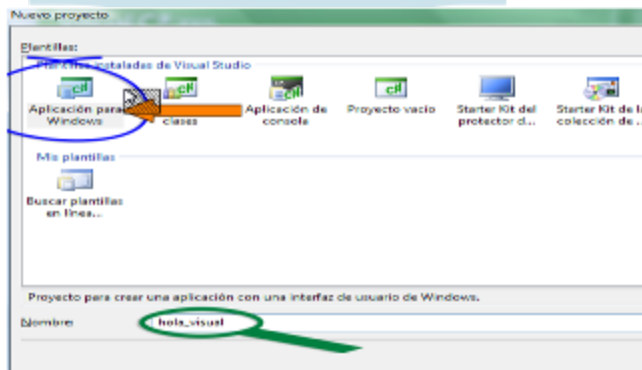 Nuevo proyecto
Plantillas:
instaladas de Visual Studio
Aplicación para
Windows
clases
Aplicación de
consola
Proyecto vacío
Starter Kit del
protector d...
Starter Kit de la
colección de ...
Mis plantillas
Buscar plantillas
en línea...
Proyecto para crear una aplicación con una interfaz de usuario de Windows.
Nombre
hola_visual